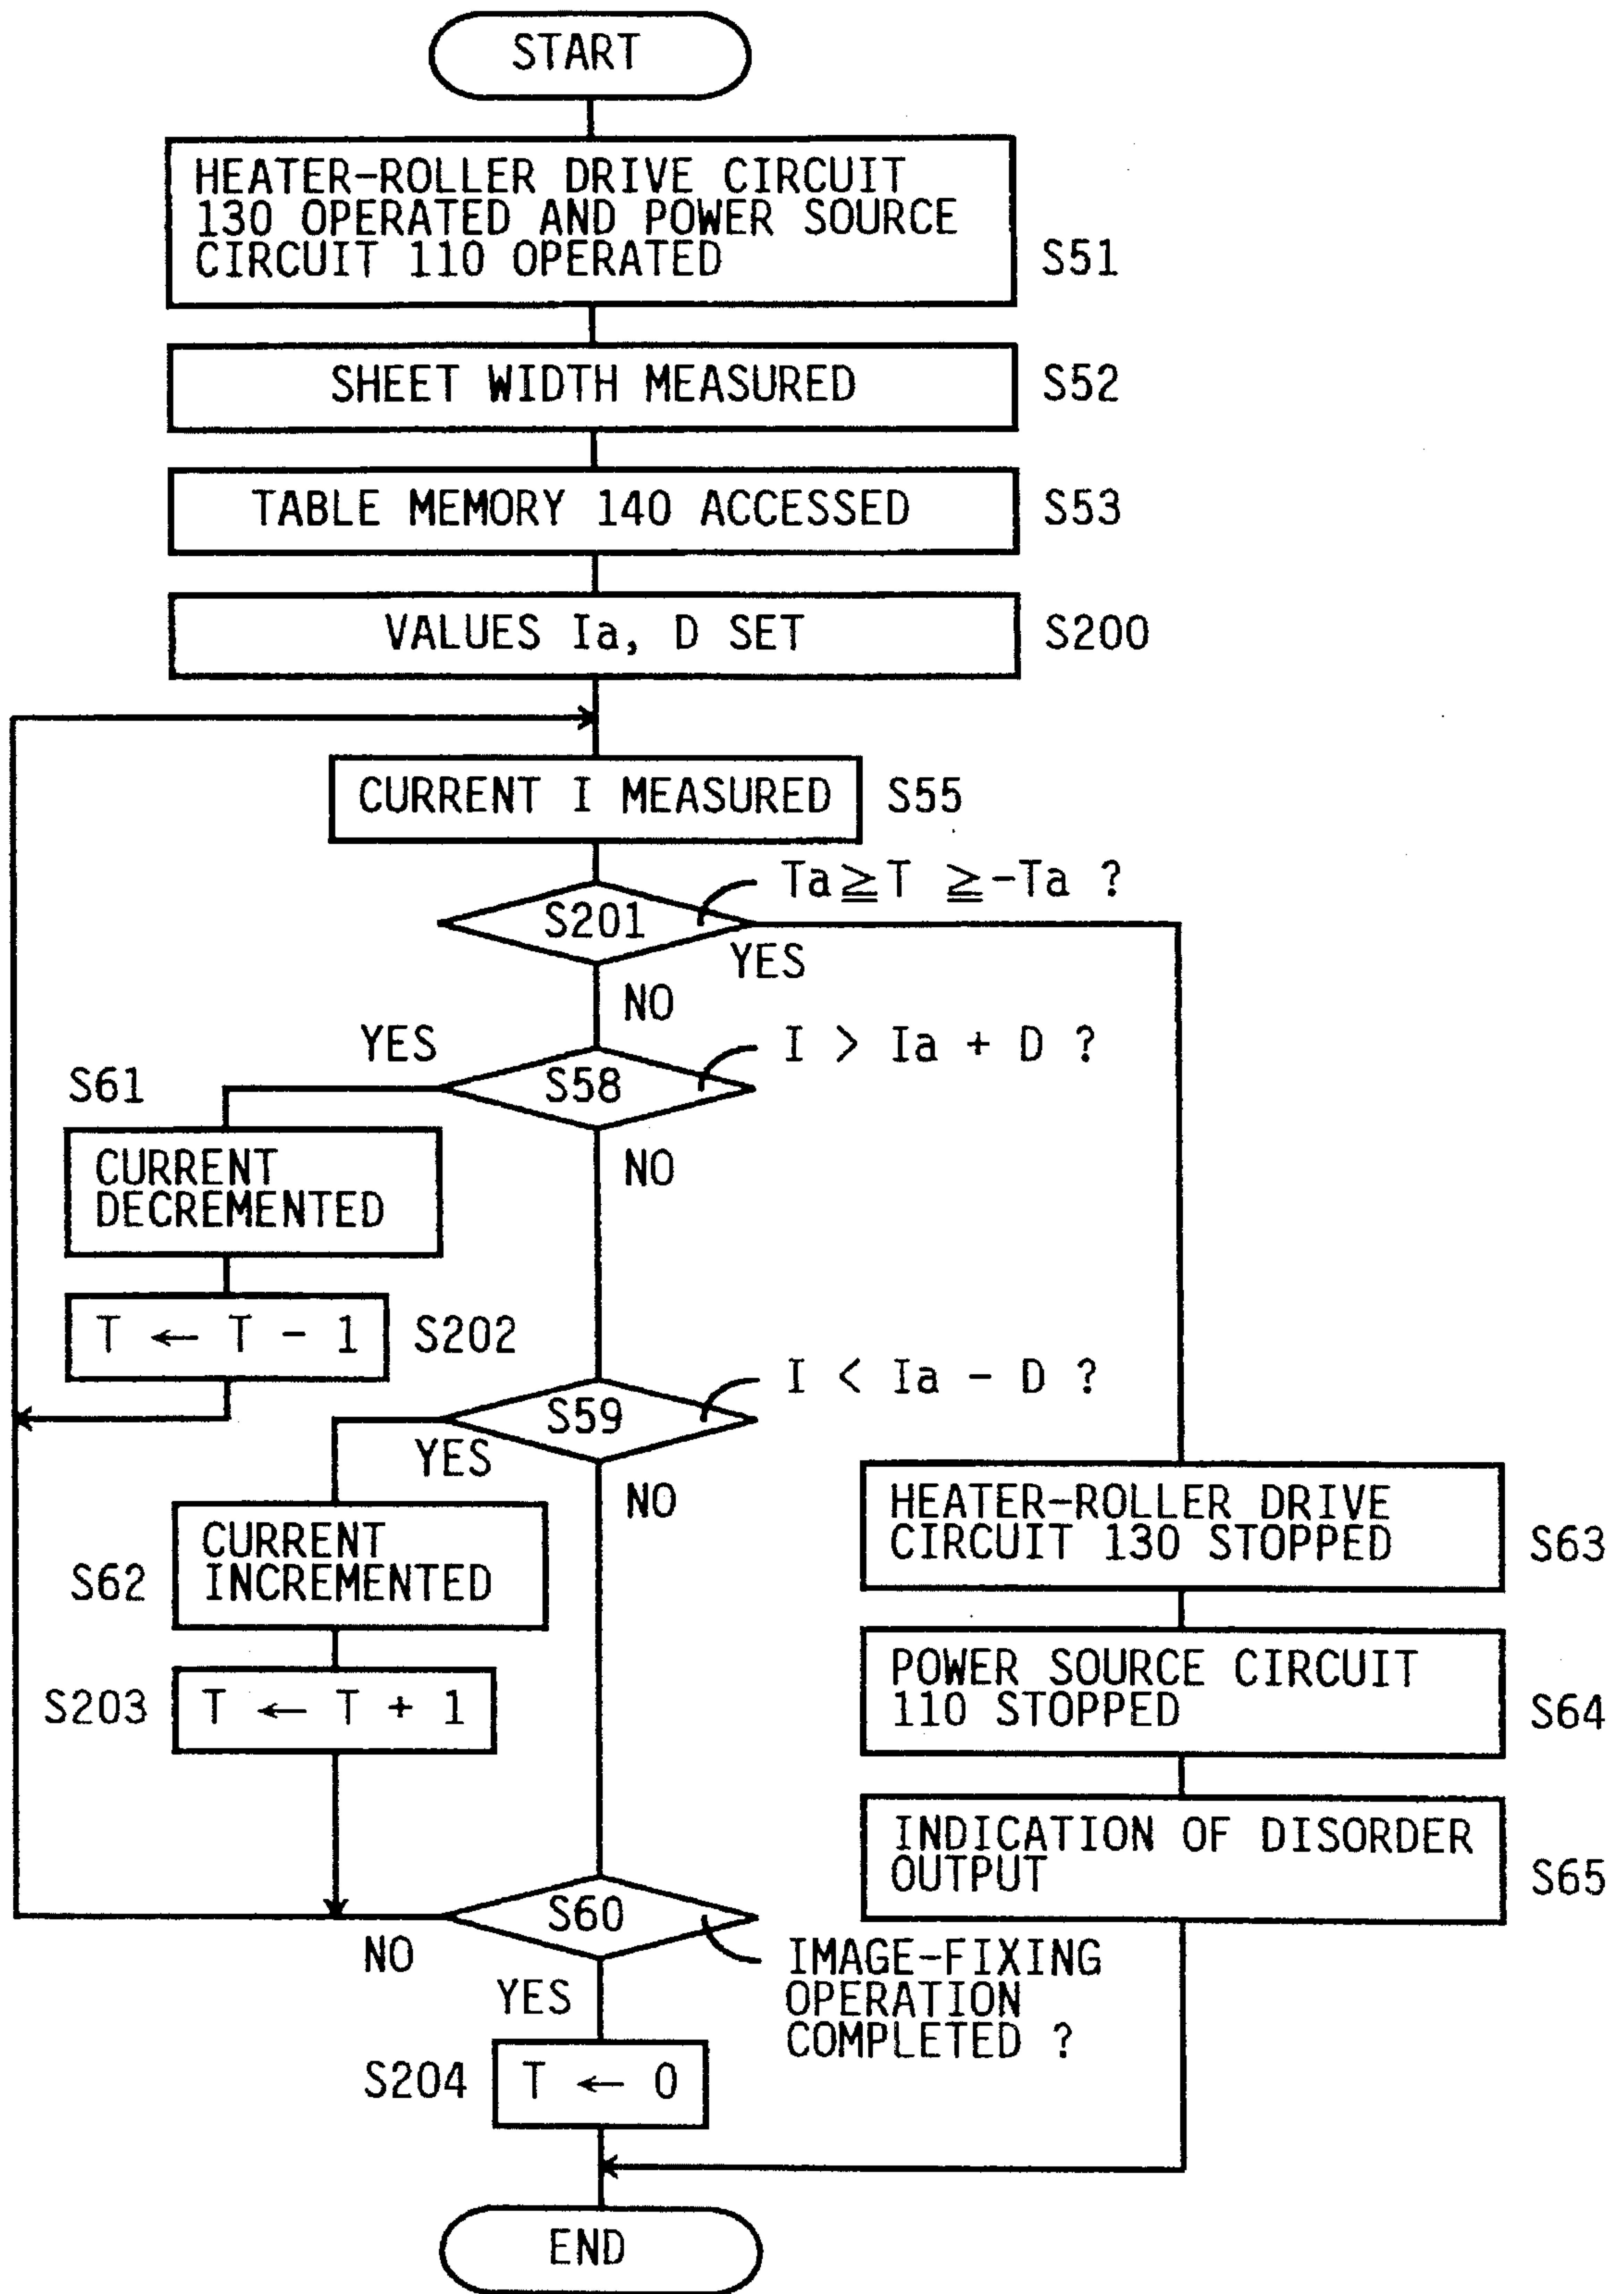 START
HEATER-ROLLER DRIVE CIRCUIT
130 OPERATED AND POWER SOURCE
CIRCUIT 110 OPERATED
S51
SHEET WIDTH MEASURED
S52
TABLE MEMORY 140 ACCESSED
S53
VALUES Ia, D SET
S200
CURRENT I MEASURED
S55
Ta≧T ≧-Ta ?
S201
YES
NO
I > Ia + D ?
YES
S58
S61
NO
CURRENT
DECREMENTED
T ← T - 1
S202
I < Ia - D ?
S59
YES
NO
CURRENT
INCREMENTED
S62
T ← T + 1
S203
HEATER-ROLLER DRIVE
CIRCUIT 130 STOPPED
S63
POWER SOURCE CIRCUIT
110 STOPPED
S64
INDICATION OF DISORDER
OUTPUT
S65
S60
NO
IMAGE-FIXING
OPERATION
COMPLETED ?
YES
S204
T ← 0
END